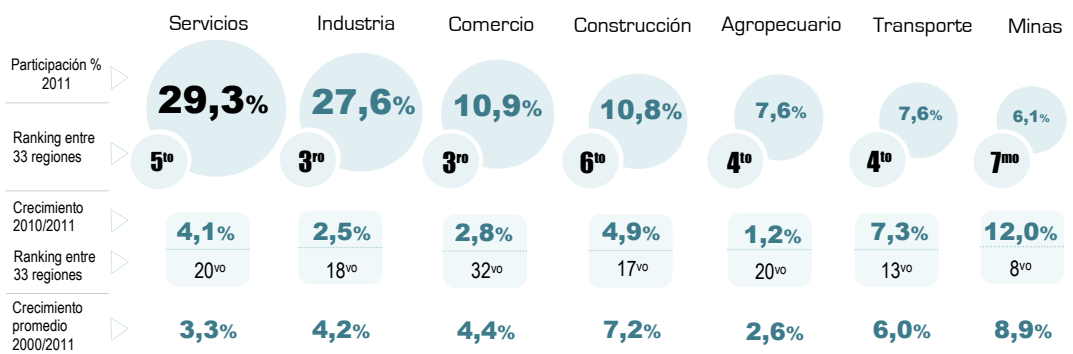 Servicios Industria Comercio Construcción Agropecuario Transporte Minas
Participación %
2011
29,3% 27,6% 10,9% 10,8% 7,6% 7,6% 6,1%
Ranking entre
33 regiones
5to 3ro 3ro 6to 4to 4to 7mo
Crecimiento
2010/2011
4,1% 2,5% 2,8% 4,9% 1,2% 7,3% 12,0%
Ranking entre
33 regiones
20vo 18vo 32vo 17vo 20vo 13vo 8vo
Crecimiento
promedio
2000/2011
3,3% 4,2% 4,4% 7,2% 2,6% 6,0% 8,9%